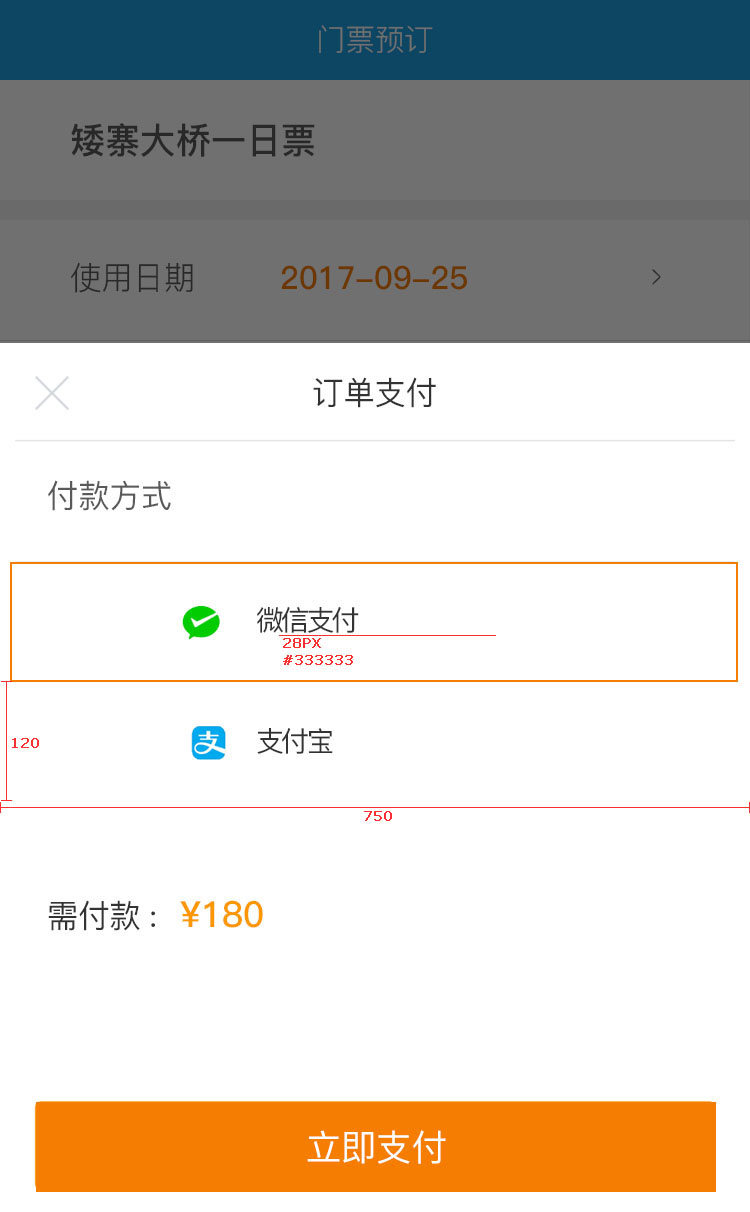 门票预订
矮寨大桥一日票
使用日期 2017-09-25
订单支付
付款方式
微信支付
28PX
#333333
支 支付宝
120
750
需付款： ¥180
立即支付